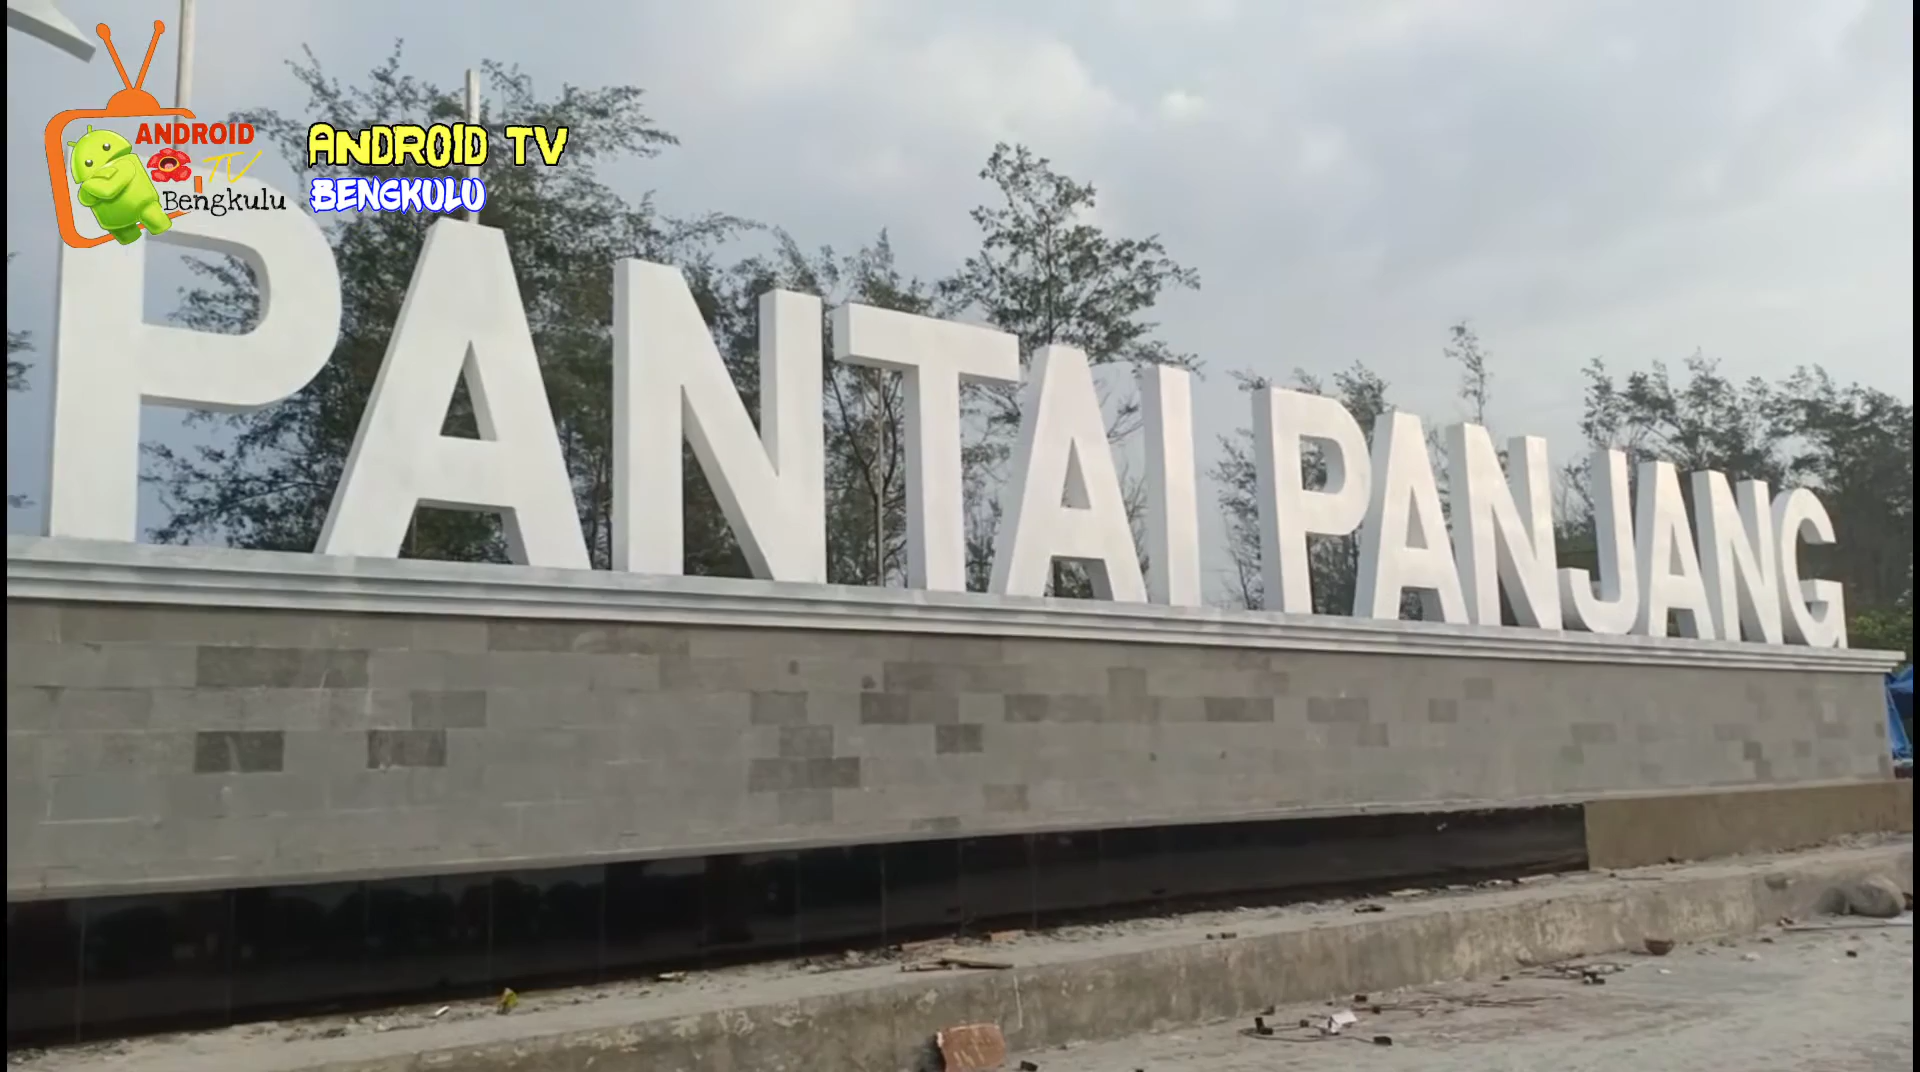 ANDROID
TV
Bengkulu
ANDROID TV
BENGKULU
PANTAI PANJANG